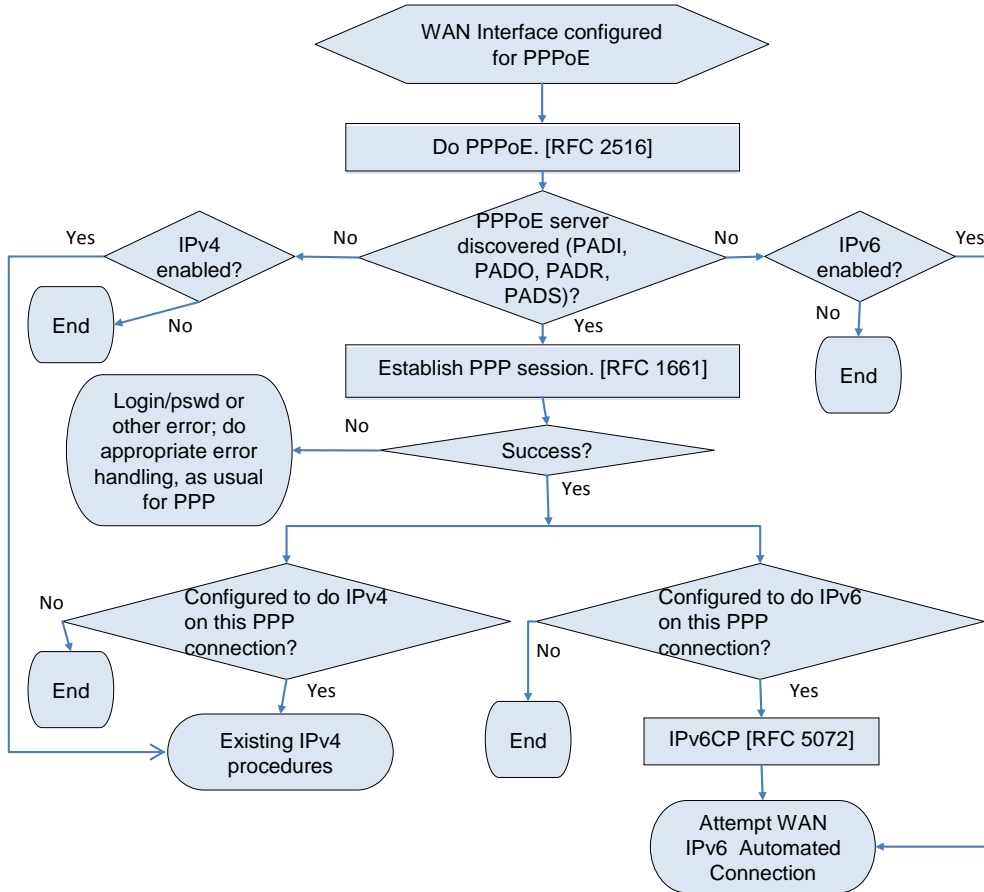 WAN Interface configured
for PPPoE
Do PPPoE. [RFC 2516]
PPPoE server
discovered (PADI,
PADO, PADR,
PADS)?
No
No
IPv4
enabled?
Yes
No
End
IPv6
enabled?
Yes
No
End
Yes
Establish PPP session. [RFC 1661]
Success?
No
Login/pswd or
other error; do
appropriate error
handling, as usual
for PPP
Yes
Configured to do IPv4
on this PPP
connection?
No
End
Yes
Existing IPv4
procedures
Configured to do IPv6
on this PPP
connection?
No
End
Yes
IPv6CP [RFC 5072]
Attempt WAN
IPv6 Automated
Connection